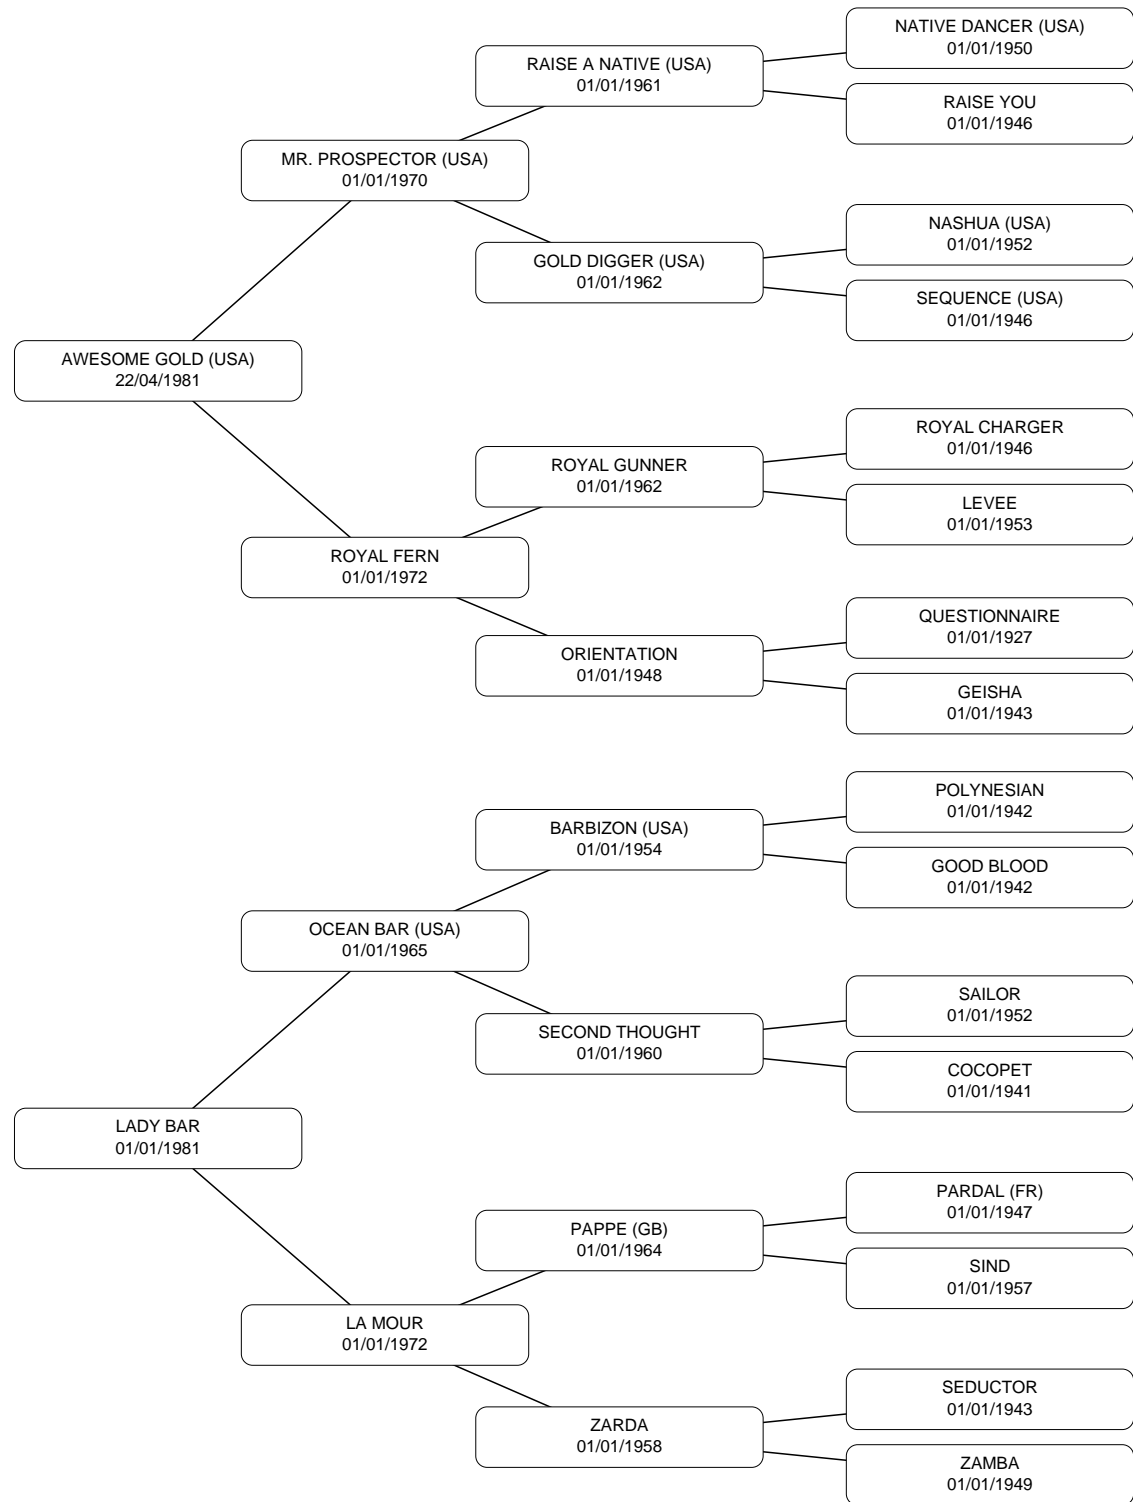 NATIVE DANCER (USA)
01/01/1950
RAISE A NATIVE (USA)
01/01/1961
RAISE YOU
01/01/1946
MR. PROSPECTOR (USA)
01/01/1970
NASHUA (USA)
01/01/1952
GOLD DIGGER (USA)
01/01/1962
SEQUENCE (USA)
01/01/1946
AWESOME GOLD (USA)
22/04/1981
ROYAL CHARGER
01/01/1946
ROYAL GUNNER
01/01/1962
LEVEE
01/01/1953
ROYAL FERN
01/01/1972
QUESTIONNAIRE
01/01/1927
ORIENTATION
01/01/1948
GEISHA
01/01/1943
POLYNESIAN
01/01/1942
BARBIZON (USA)
01/01/1954
GOOD BLOOD
01/01/1942
OCEAN BAR (USA)
01/01/1965
SAILOR
01/01/1952
SECOND THOUGHT
01/01/1960
COCOPET
01/01/1941
LADY BAR
01/01/1981
PARDAL (FR)
01/01/1947
PAPPE (GB)
01/01/1964
SIND
01/01/1957
LA MOUR
01/01/1972
SEDUCTOR
01/01/1943
ZARDA
01/01/1958
ZAMBA
01/01/1949